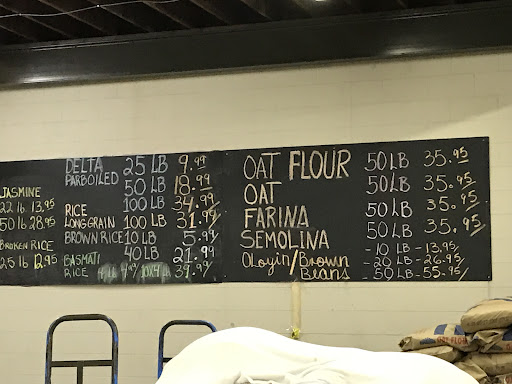 JASMINE
22 lb 13.95
50 lb 28.95
BROKEN RICE
25 lb 12.95
DELTA 25 LB 9.99
PARBOILED 50 LB 18.99
100 LB 34.99
RICE
LONG GRAIN 100 LB 31.99
BROWN RICE 10 LB 5.99
40 LB 21.99
BASMATI
RICE 39.99
OAT FLOUR 50 LB 35.95
OAT 50 LB 35.95
FARINA 50 LB 35.95
SEMOLINA 50 LB 35.95
OLoyin/Brown - 10 LB - 13.95
Beans - 20 LB - 26.95
- 50 LB - 55.95
OAT FLOUR